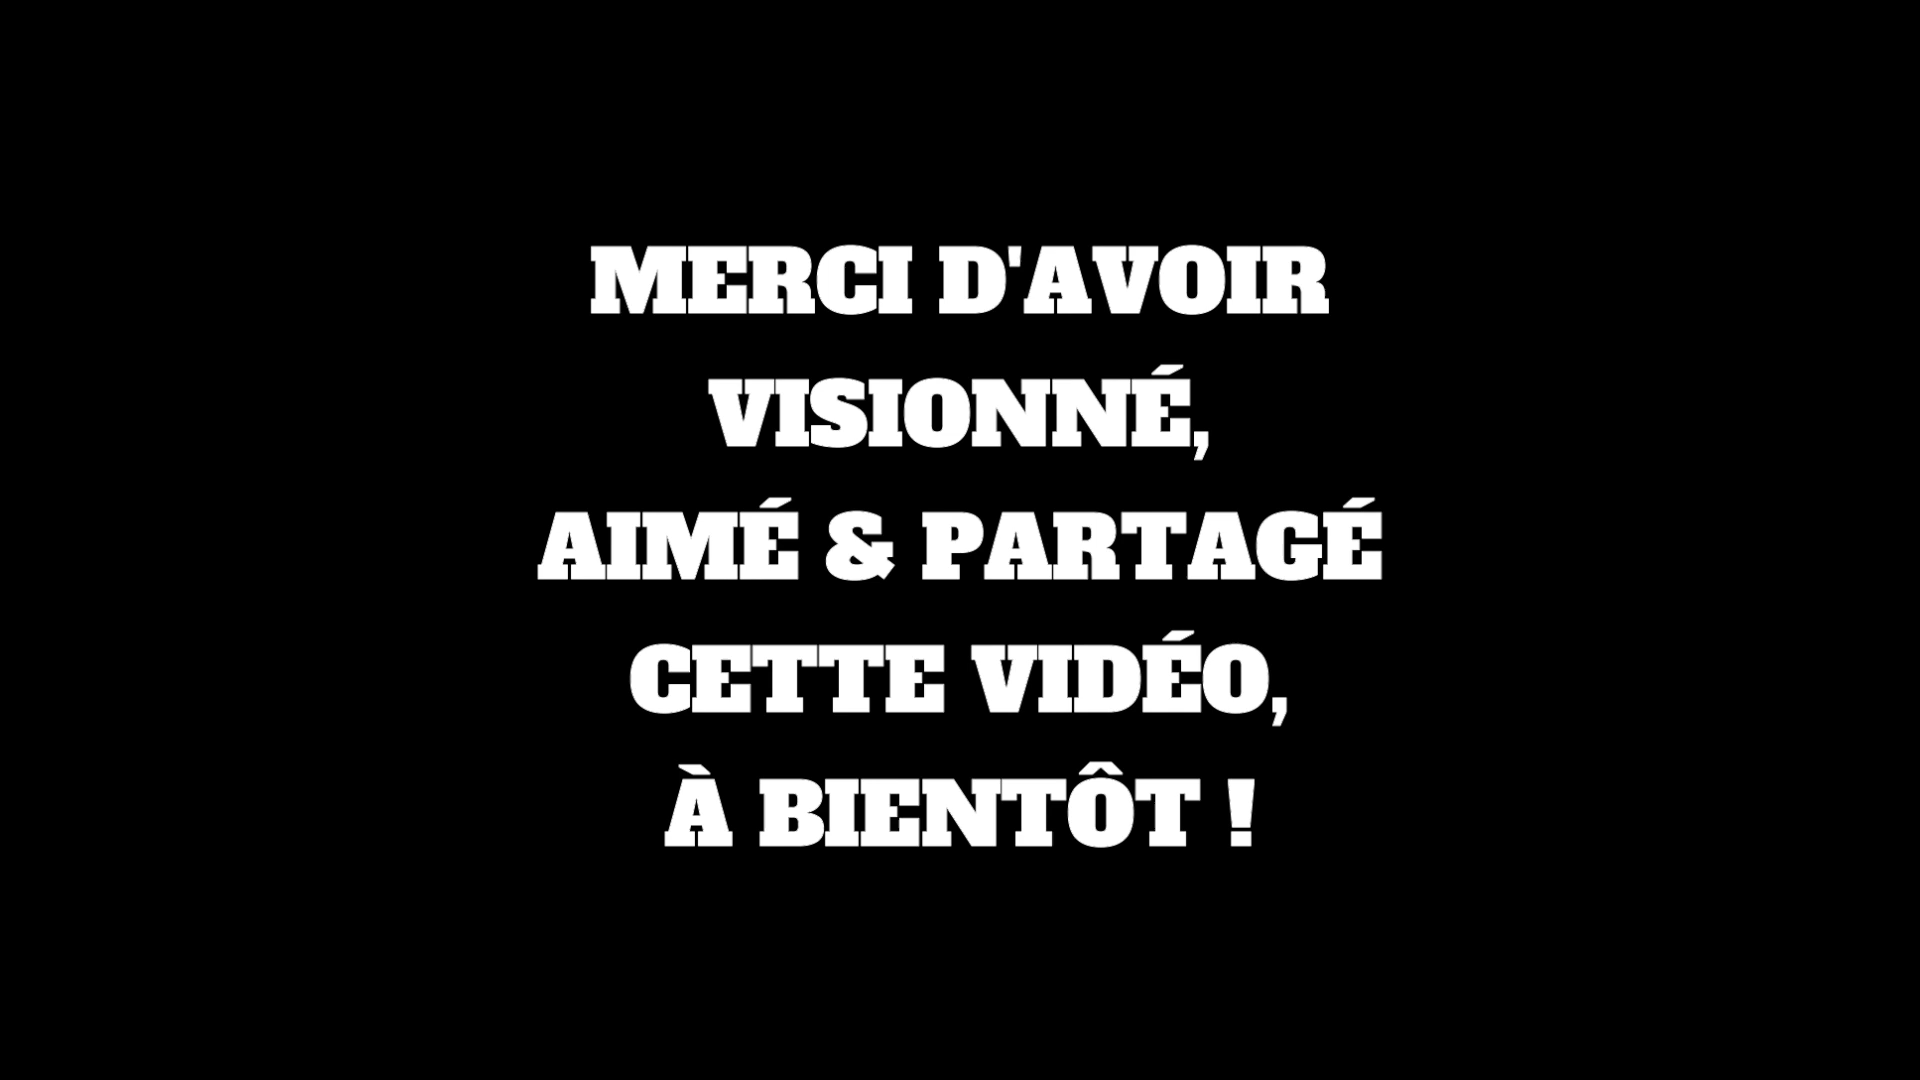 MERCI D'AVOIR
VISIONNÉ,
AIMÉ & PARTAGÉ
CETTE VIDÉO,
À BIENTÔT !